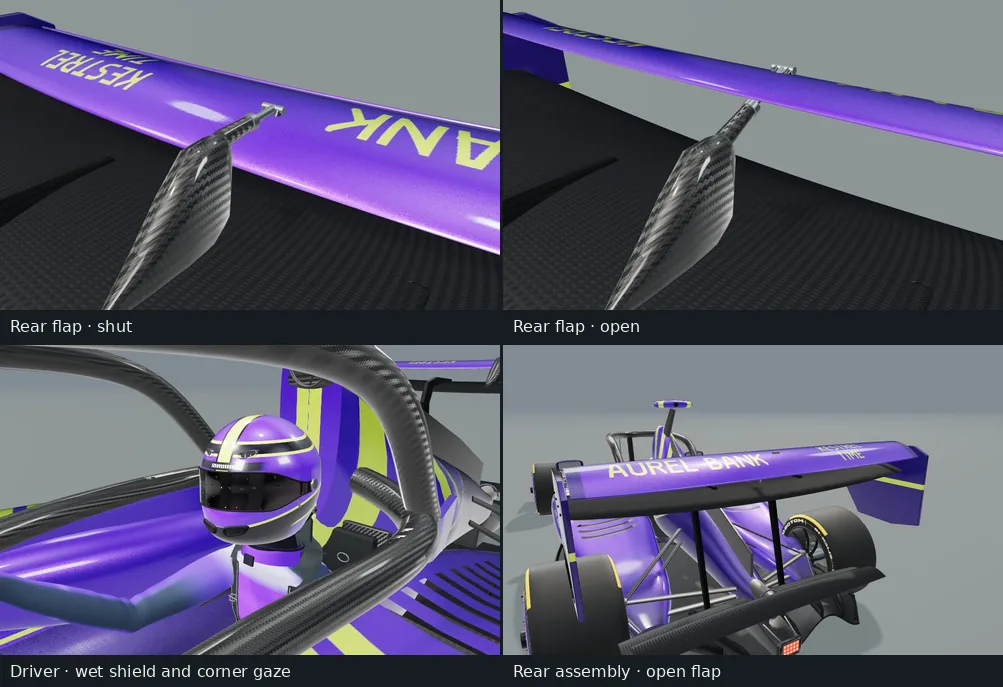 KESTREL
TIME
ANK
Rear flap · shut
Rear flap · open
Driver · wet shield and corner gaze
AUREL BANK
TIME
Rear assembly · open flap